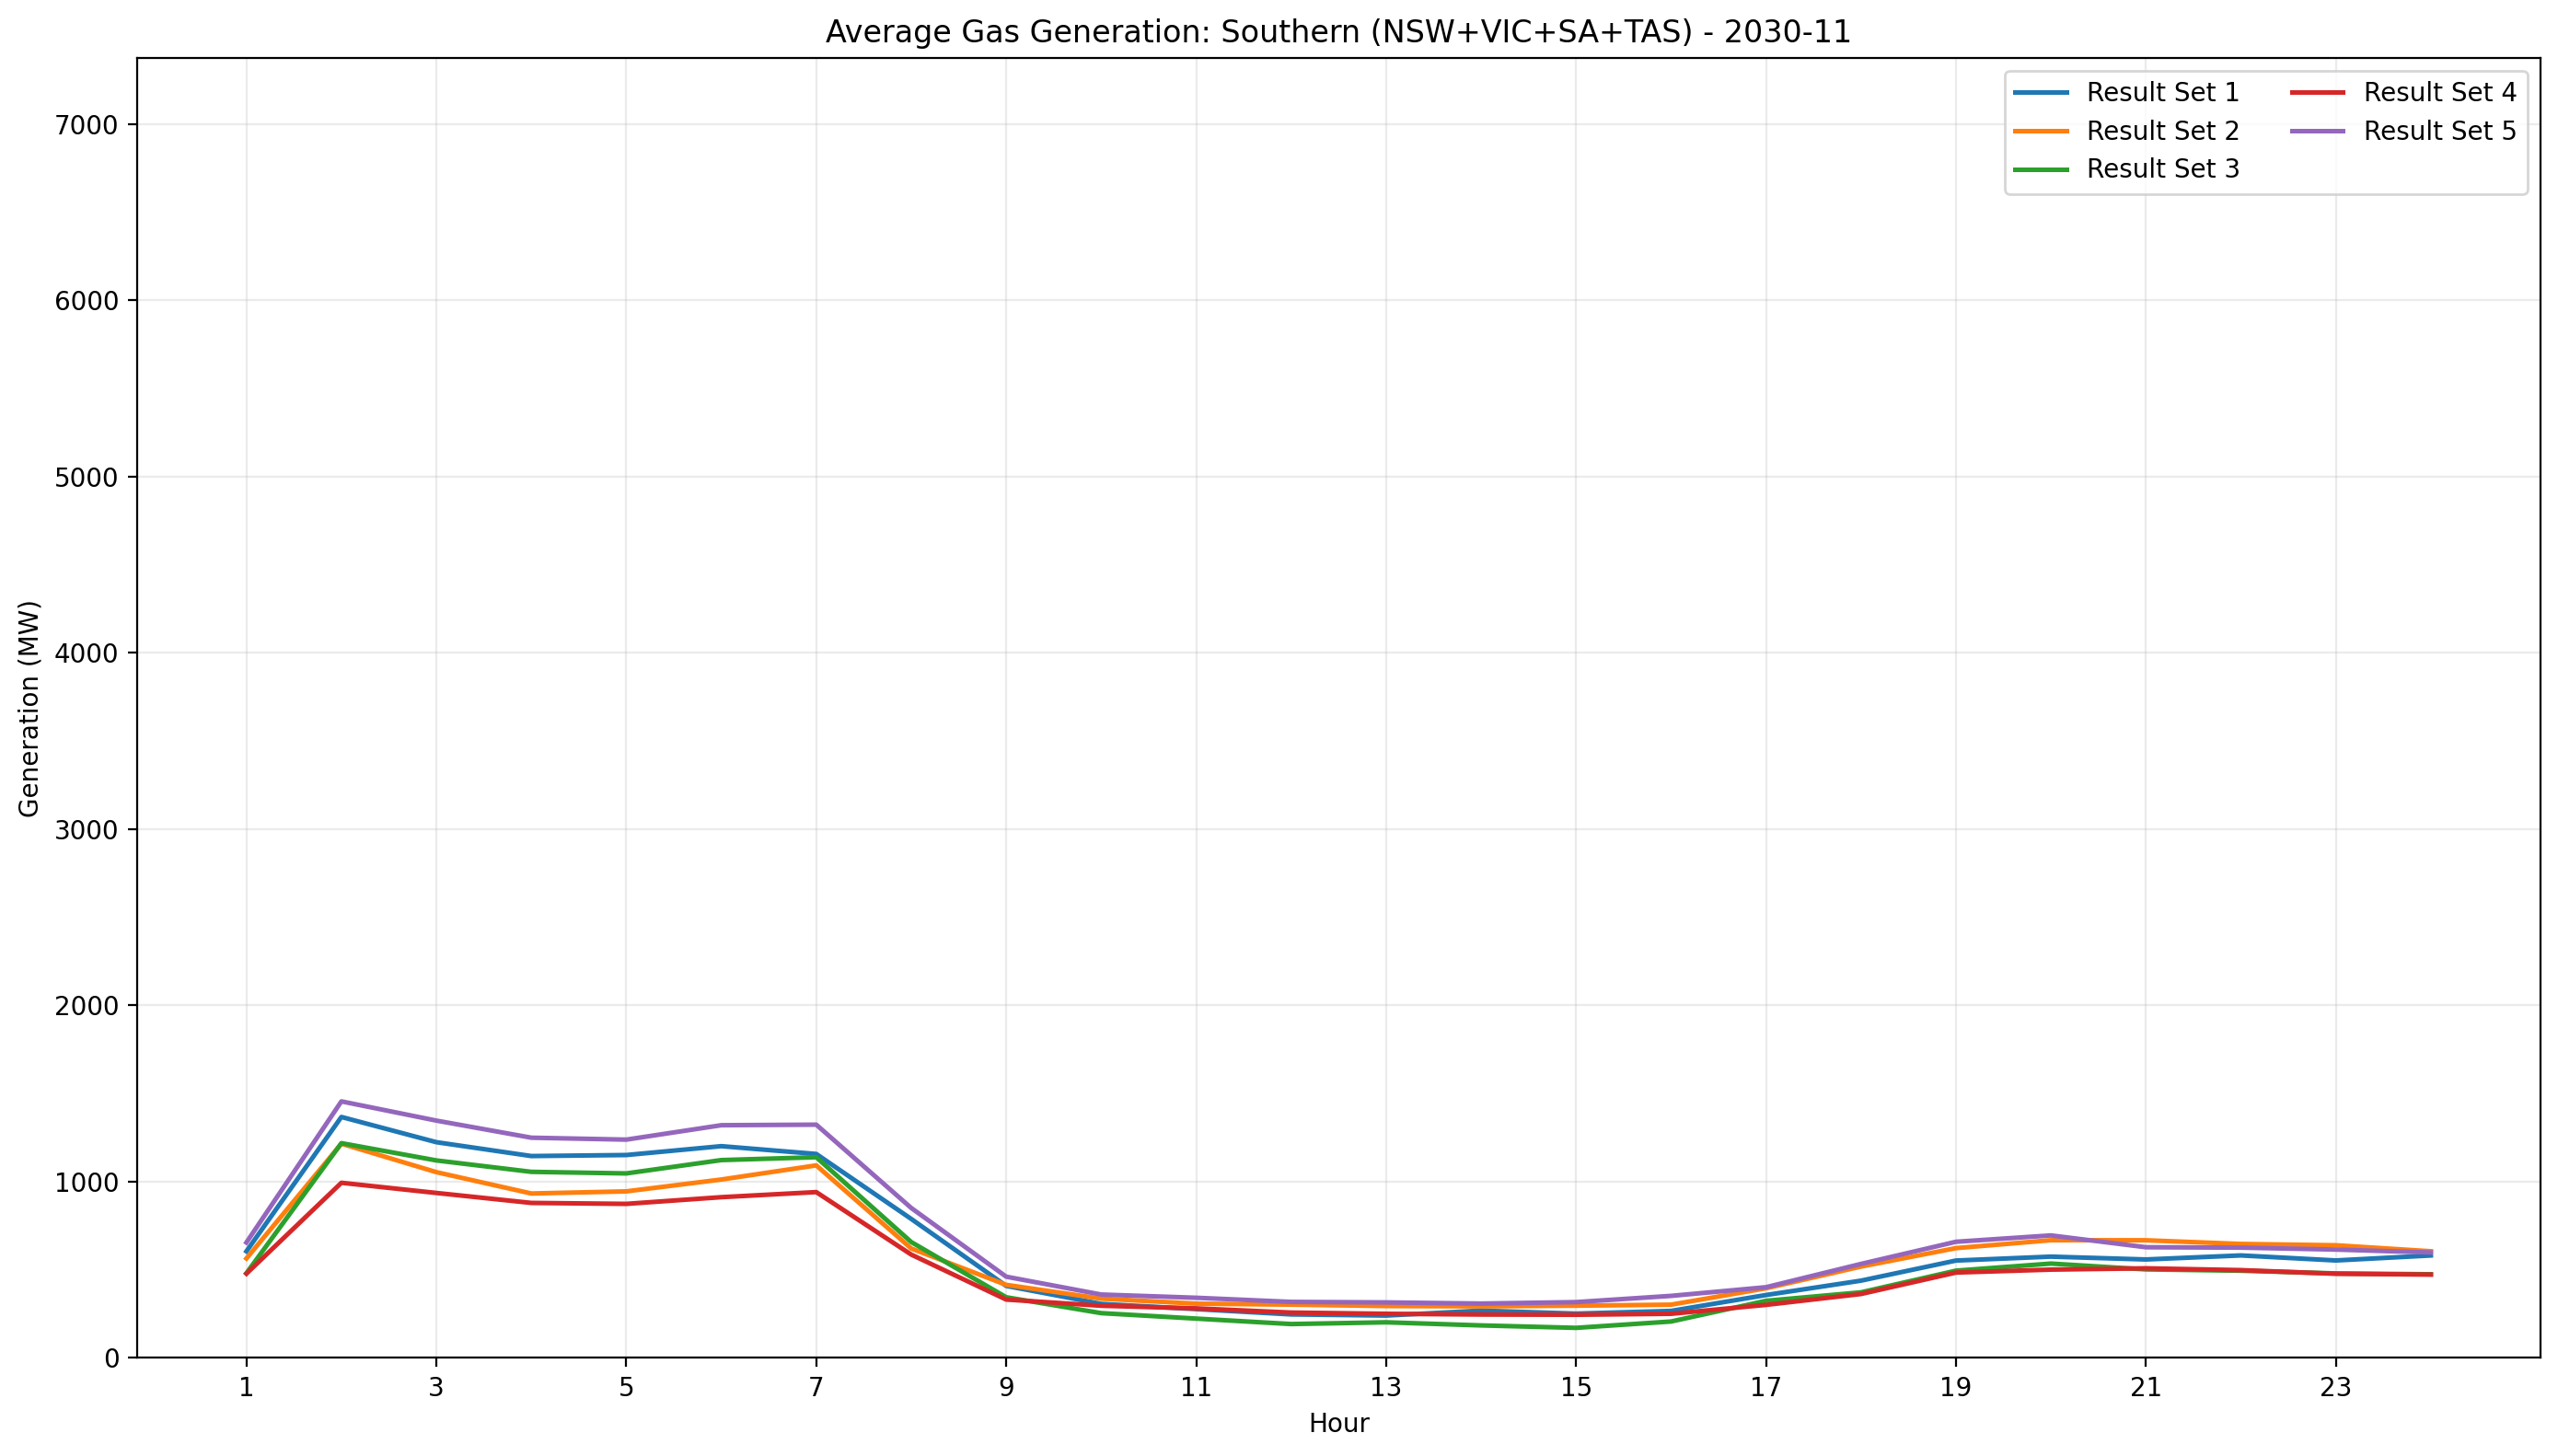 Average Gas Generation: Southern (NSW+VIC+SA+TAS) - 2030-11
Result Set 1
Result Set 2
Result Set 3
Result Set 4
Result Set 5
Generation (MW)
7000
6000
5000
4000
3000
2000
1000
0
1 3 5 7 9 11 13 15 17 19 21 23
Hour